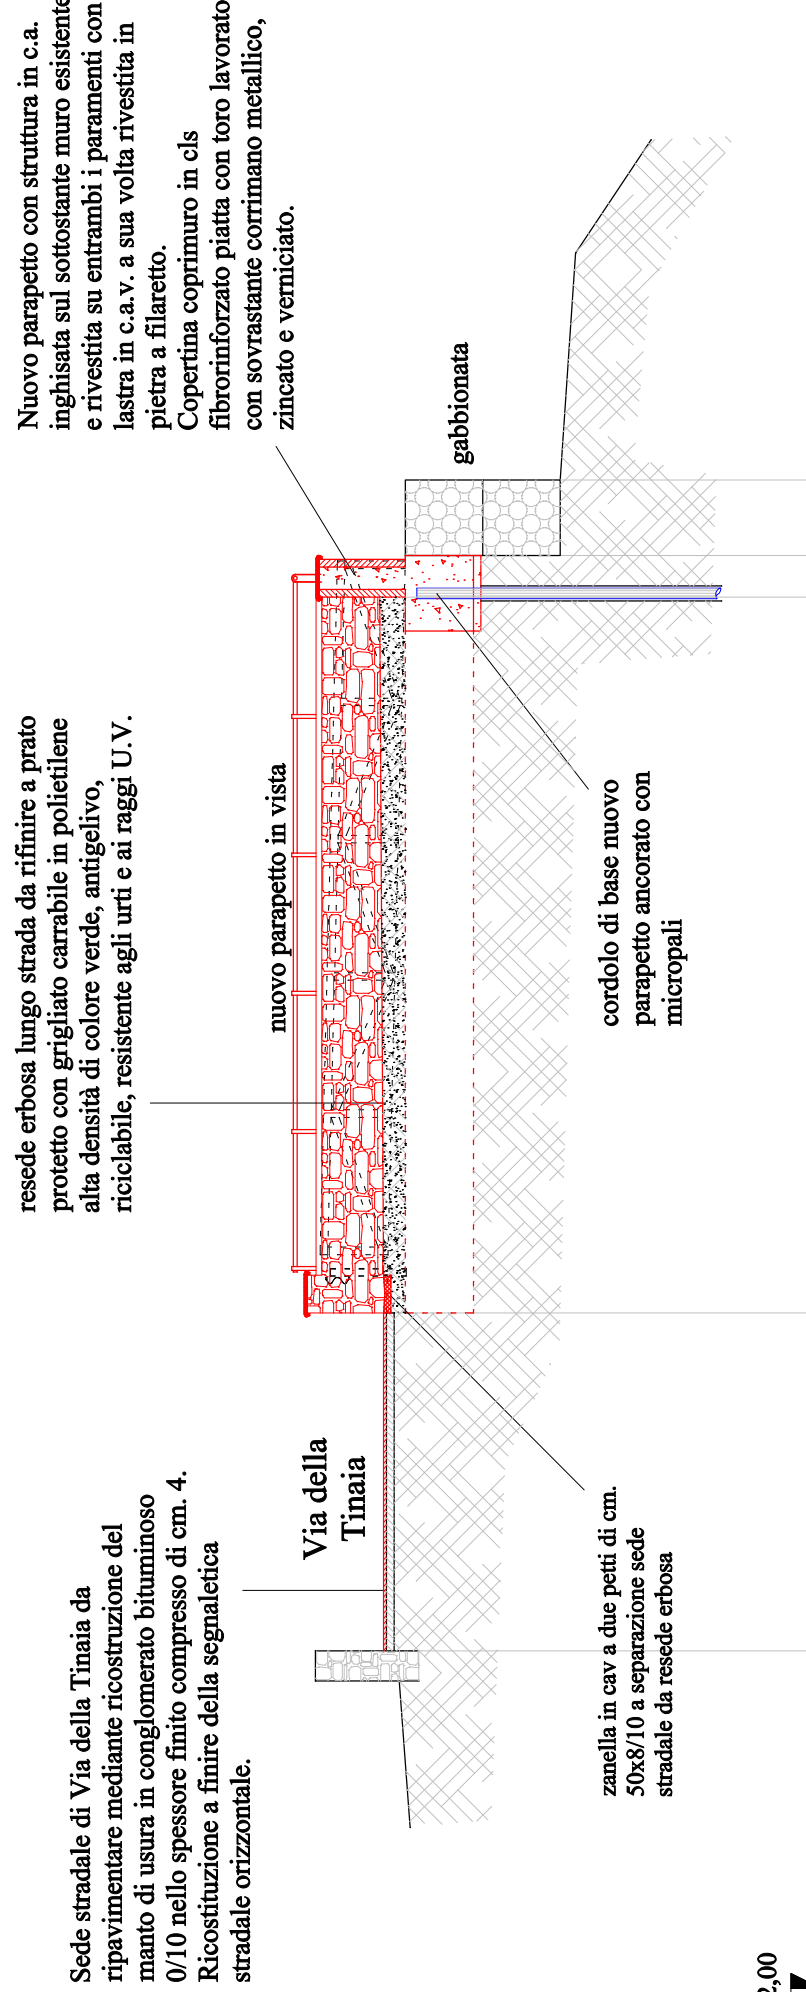 Sede stradale di Via della Tinaia da
ripavimentare mediante ricostruzione del
manto di usura in conglomerato bituminoso
0/10 nello spessore finito compresso di cm. 4.
Ricostituzione a finire della segnaletica
stradale orizzontale.
Via della
Tinaia
zanella in cav a due petti di cm.
50x8/10 a separazione sede
stradale da resede erbosa
resede erbosa lungo strada da rifinire a prato
protetto con grigliato carrabile in polietilene
alta densità di colore verde, antigelivo,
riciclabile, resistente agli urti e ai raggi U.V.
nuovo parapetto in vista
cordolo di base nuovo
parapetto ancorato con
micropali
Nuovo parapetto con struttura in c.a.
inghisata sul sottostante muro esistente
e rivestita su entrambi i paramenti con
lastra in c.a.v. a sua volta rivestita in
pietra a filaretto.
Copertina coprimuro in cls
fibrorinforzato piatta con toro lavorato
con sovrastante corrimano metallico,
zincato e verniciato.
gabbionata
2,00